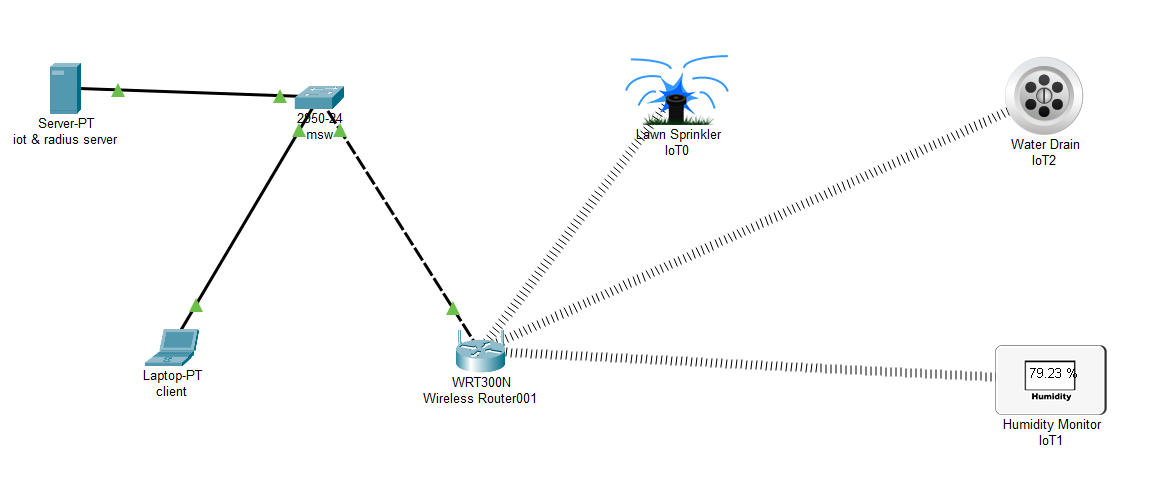 Server-PT
iot & radius server
2950-24
msw
Lawn Sprinkler
IoT0
Water Drain
IoT2
Laptop-PT
client
WRT300N
Wireless Router001
79.23 %
Humidity
Humidity Monitor
IoT1